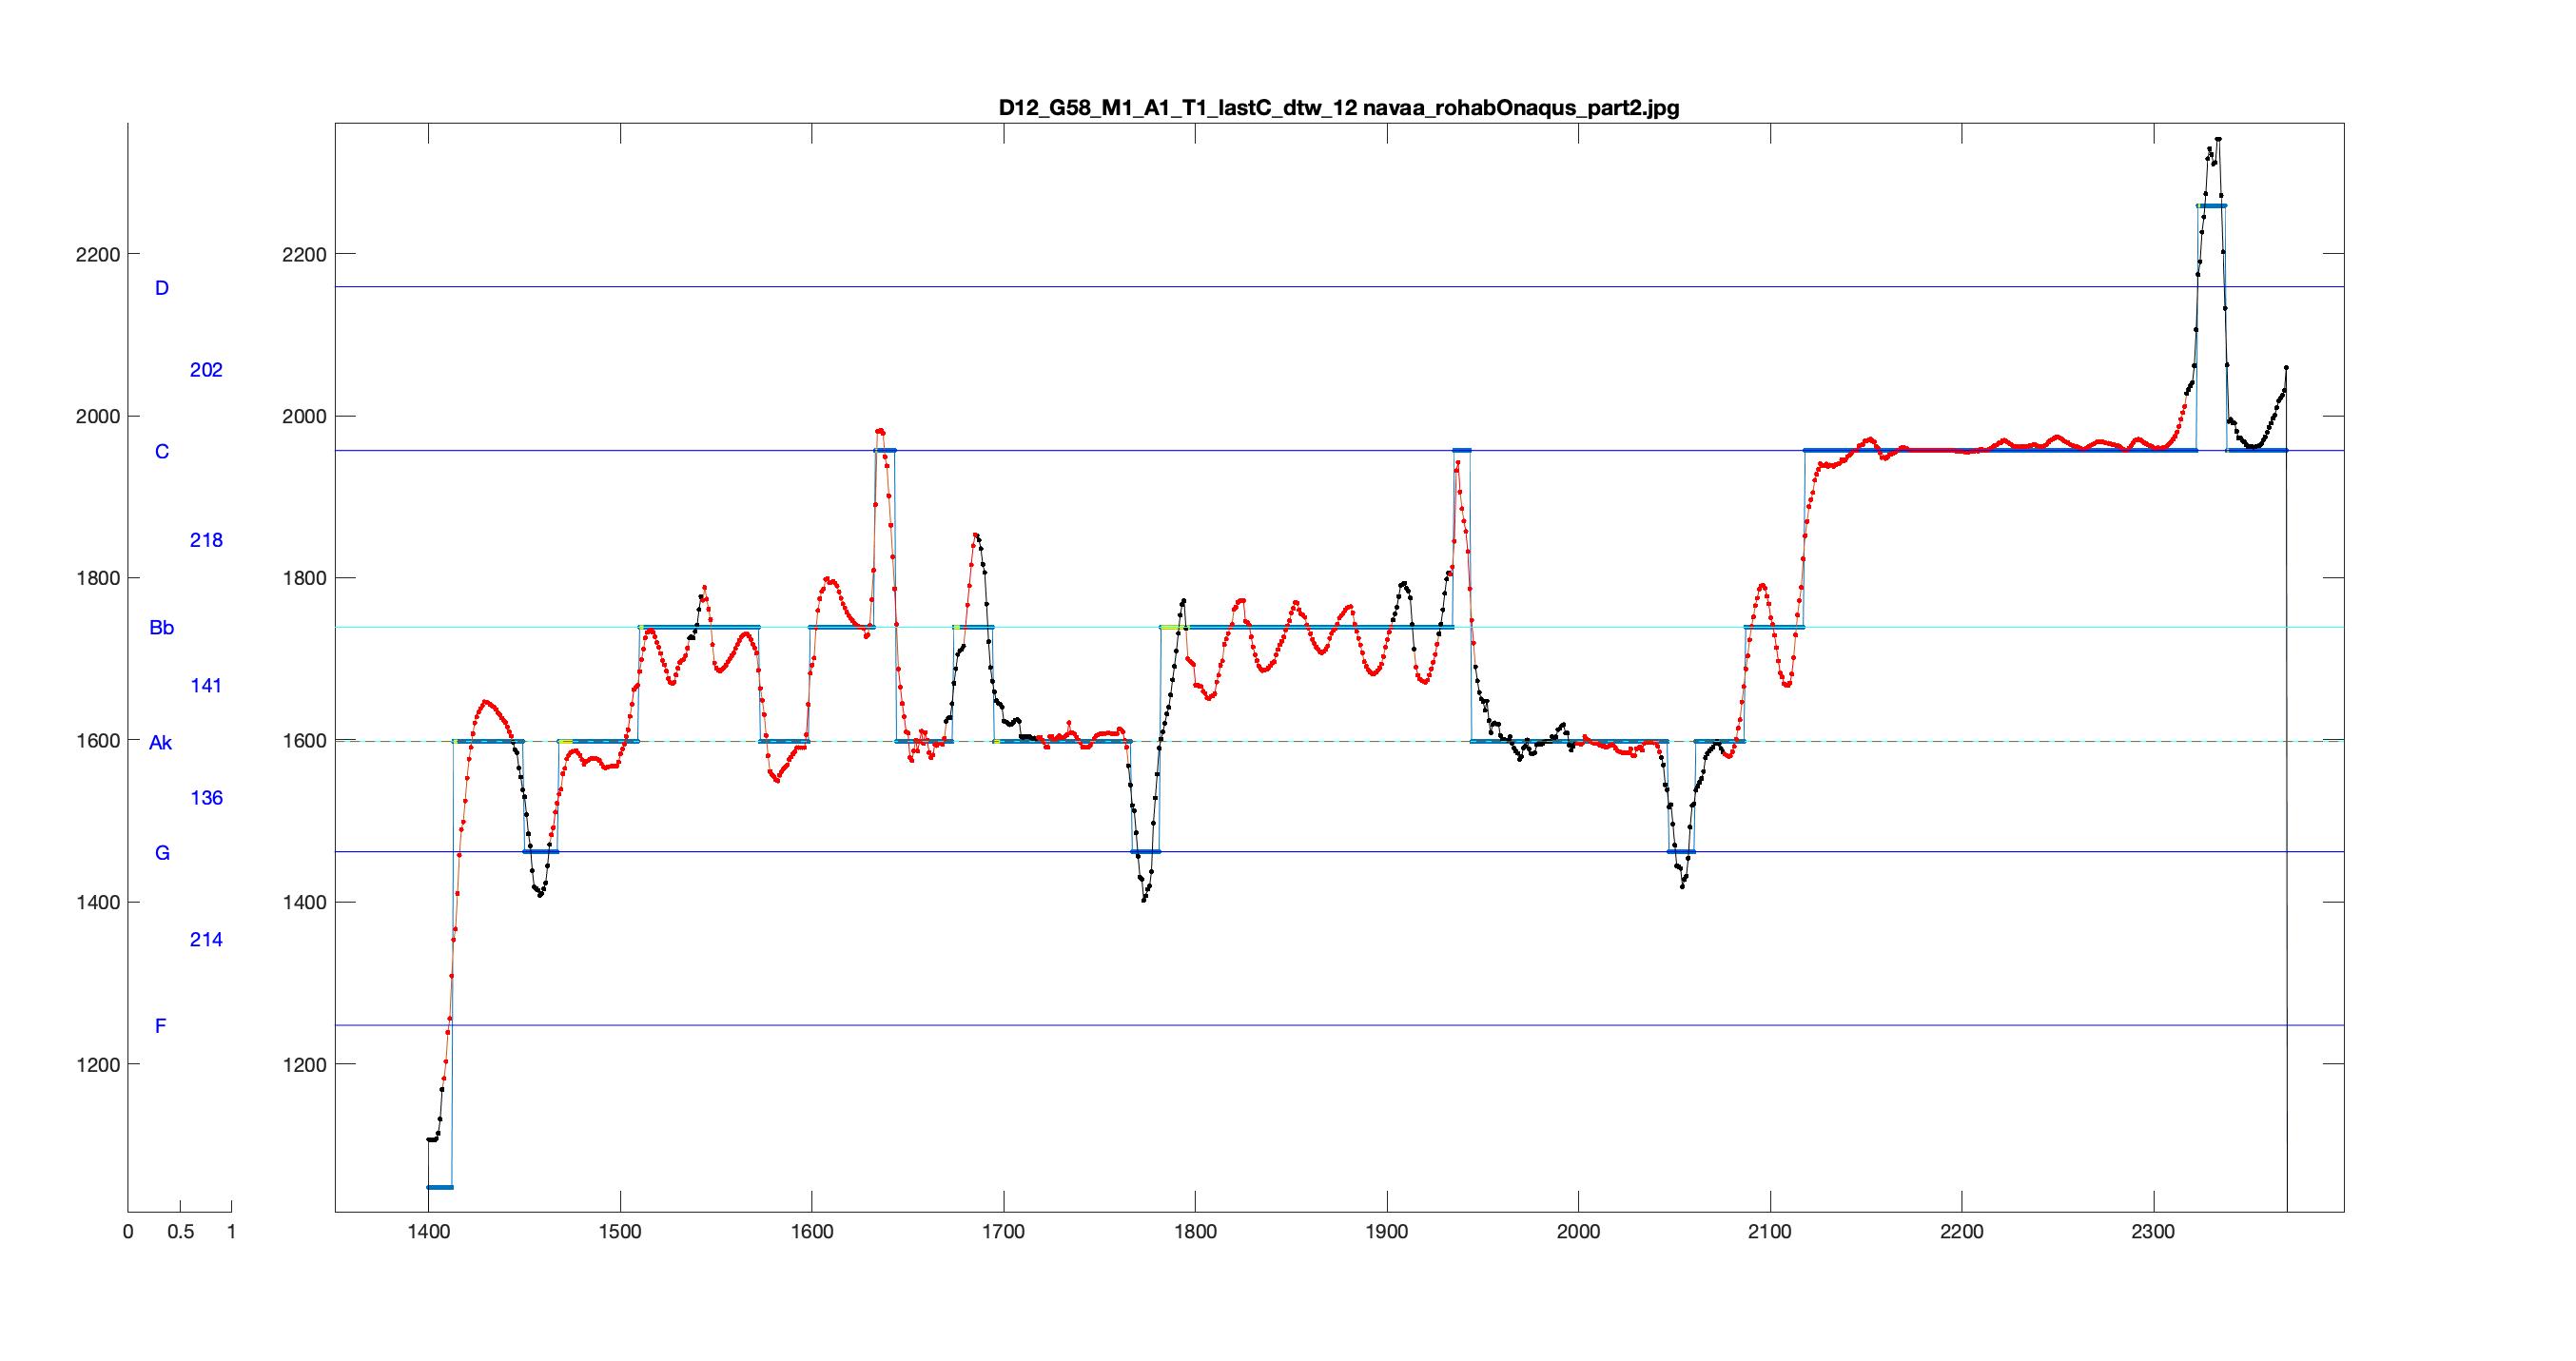 D12_G58_M1_A1_T1_lastC_dtw_12 navaa_rohabOnaqus_part2.jpg
2200 2200
D
202
2000 2000
C
218
1800 1800
Bb
141
1600 Ak 1600
136
G
1400 1400
214
F
1200 1200
0 0.5 1 1400 1500 1600 1700 1800 1900 2000 2100 2200 2300